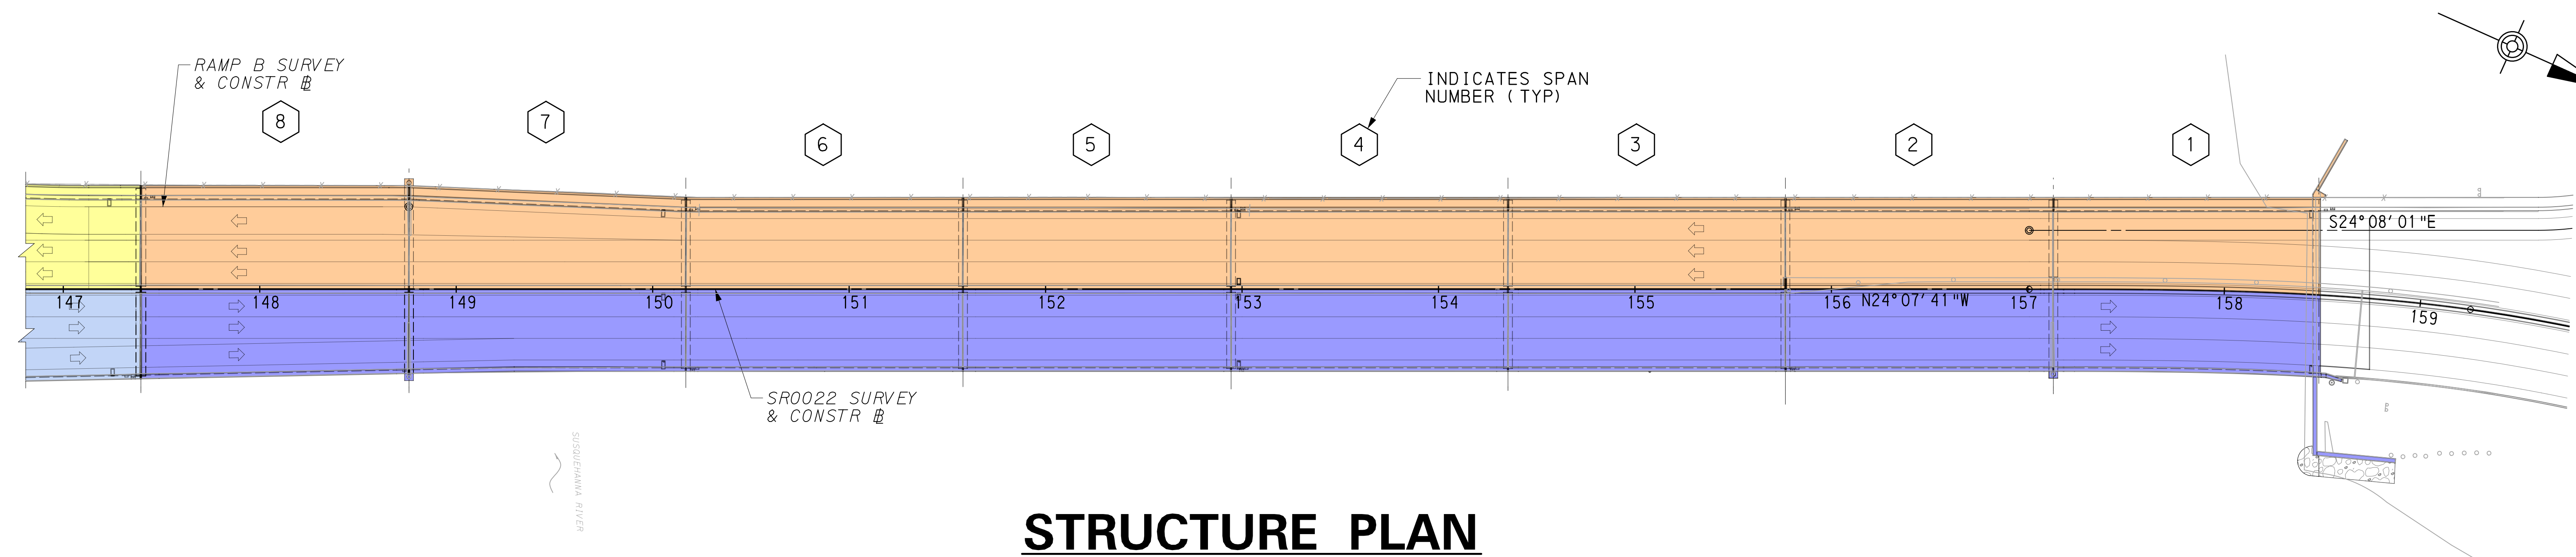 RAMP B SURVEY
& CONSTR ⅊
INDICATES SPAN
NUMBER (TYP)
8
7
6
5
4
3
2
1
S24°08'01"E
147
148
149
150
151
152
153
154
155
156
N24°07'41"W
157
158
159
SR0022 SURVEY
& CONSTR ⅊
SUSQUEHANNA RIVER
STRUCTURE PLAN